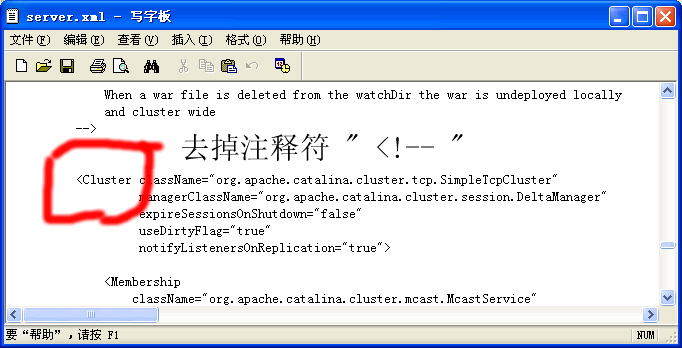 server.xml - 写字板
文件(F) 编辑(E) 查看(V) 插入(I) 格式(O) 帮助(H)
When a war file is deleted from the watchDir the war is undeployed locally
and cluster wide
-->
去掉注释符 " <!-- "
<Cluster className="org.apache.catalina.cluster.tcp.SimpleTcpCluster"
managerClassName="org.apache.catalina.cluster.session.DeltaManager"
expireSessionsOnShutdown="false"
useDirtyFlag="true"
notifyListenersOnReplication="true">
<Membership
className="org.apache.catalina.cluster.mcast.McastService"
要“帮助”,请按 F1
NUM